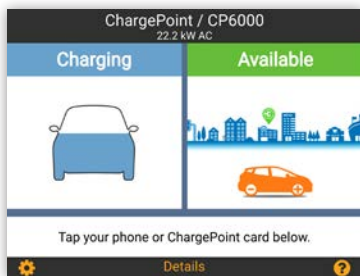 ChargePoint / CP6000
22.2 kW AC
Charging
Available
Tap your phone or ChargePoint card below.
Details
?